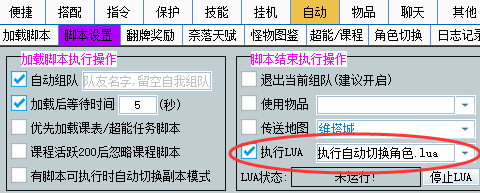 便捷 搭配 指令 保护 技能 挂机 自动 物品 聊天 其他
加载脚本 脚本设置 翻牌奖励 奈落天赋 怪物图鉴 超能/课程 角色切换 日志记
加载脚本执行操作
自动组队 队友名字,留空自我组队
加载后等待时间 5 (秒)
优先加载课表/超能任务脚本
课程活跃200后忽略课程脚本
有脚本可执行时自动切换副本模式
脚本结束执行操作
退出当前组队(建议开启)
使用物品
传送地图 维塔城
执行LUA 执行自动切换角色.lua
LUA状态: 未运行! 停止LUA